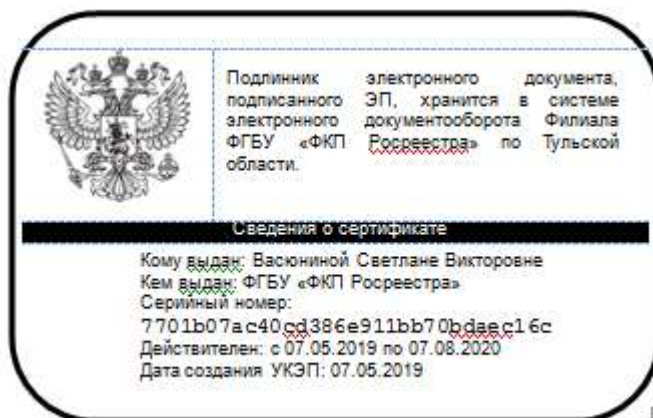 Подлинник электронного документа,
подписанного ЭП, хранится в системе
электронного документооборота Филиала
ФГБУ «ФКП Росреестра» по Тульской
области.
Сведения о сертификате
Кому выдан: Васюниной Светлане Викторовне
Кем выдан: ФГБУ «ФКП Росреестра»
Серийный номер:
7701b07ac40cd386e911bb70bdaec16c
Действителен: с 07.05.2019 по 07.08.2020
Дата создания УКЭП: 07.05.2019